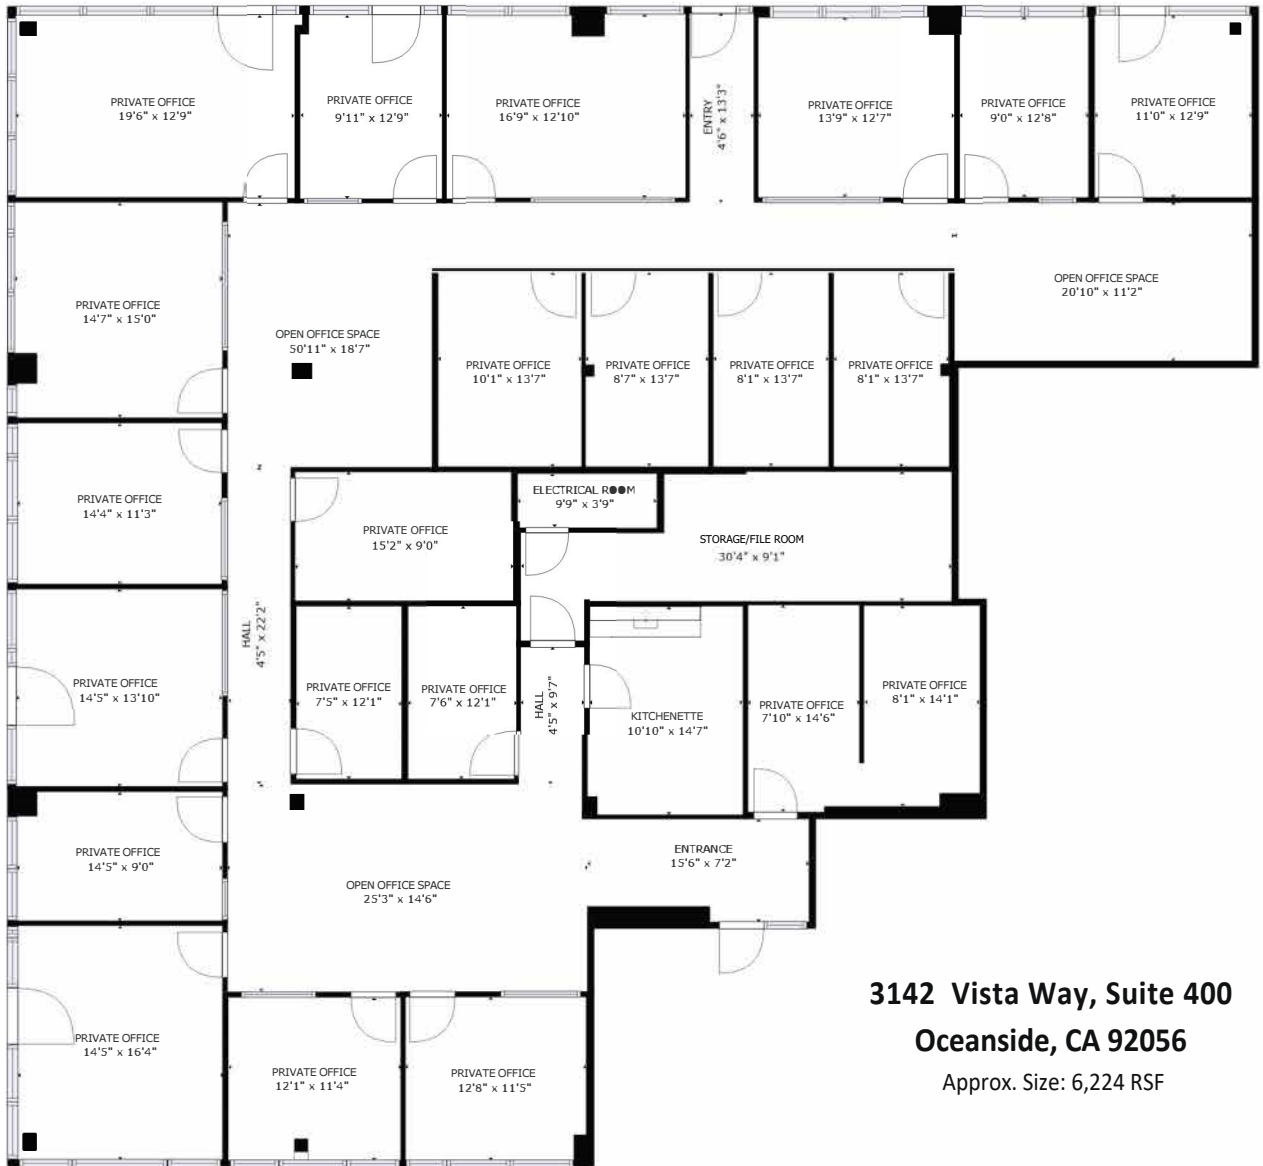 PRIVATE OFFICE
19'6" x 12'9"
PRIVATE OFFICE
9'11" x 12'9"
PRIVATE OFFICE
16'9" x 12'10"
ENTRY
4'6" x 13'3"
PRIVATE OFFICE
13'9" x 12'7"
PRIVATE OFFICE
9'0" x 12'8"
PRIVATE OFFICE
11'0" x 12'9"
PRIVATE OFFICE
14'7" x 15'0"
OPEN OFFICE SPACE
50'11" x 18'7"
OPEN OFFICE SPACE
20'10" x 11'2"
PRIVATE OFFICE
10'1" x 13'7"
PRIVATE OFFICE
8'7" x 13'7"
PRIVATE OFFICE
8'1" x 13'7"
PRIVATE OFFICE
8'1" x 13'7"
PRIVATE OFFICE
14'4" x 11'3"
PRIVATE OFFICE
15'2" x 9'0"
ELECTRICAL ROOM
9'9" x 3'9"
STORAGE/FILE ROOM
30'4" x 9'1"
HALL
4'5" x 22'2"
PRIVATE OFFICE
14'5" x 13'10"
PRIVATE OFFICE
7'5" x 12'1"
PRIVATE OFFICE
7'6" x 12'1"
HALL
4'5" x 9'7"
KITCHENETTE
10'10" x 14'7"
PRIVATE OFFICE
7'10" x 14'6"
PRIVATE OFFICE
8'1" x 14'1"
PRIVATE OFFICE
14'5" x 9'0"
OPEN OFFICE SPACE
25'3" x 14'6"
ENTRANCE
15'6" x 7'2"
PRIVATE OFFICE
14'5" x 16'4"
PRIVATE OFFICE
12'1" x 11'4"
PRIVATE OFFICE
12'8" x 11'5"
3142 Vista Way, Suite 400
Oceanside, CA 92056
Approx. Size: 6,224 RSF